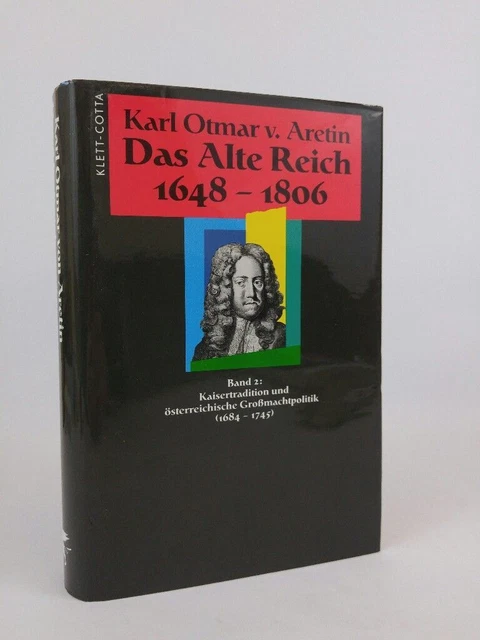 Karl Otmar von Aretin
KLETT-COTTA
Karl Otmar v. Aretin
Das Alte Reich
1648 – 1806
Band 2:
Kaisertradition und
österreichische Großmachtpolitik
(1684 – 1745)